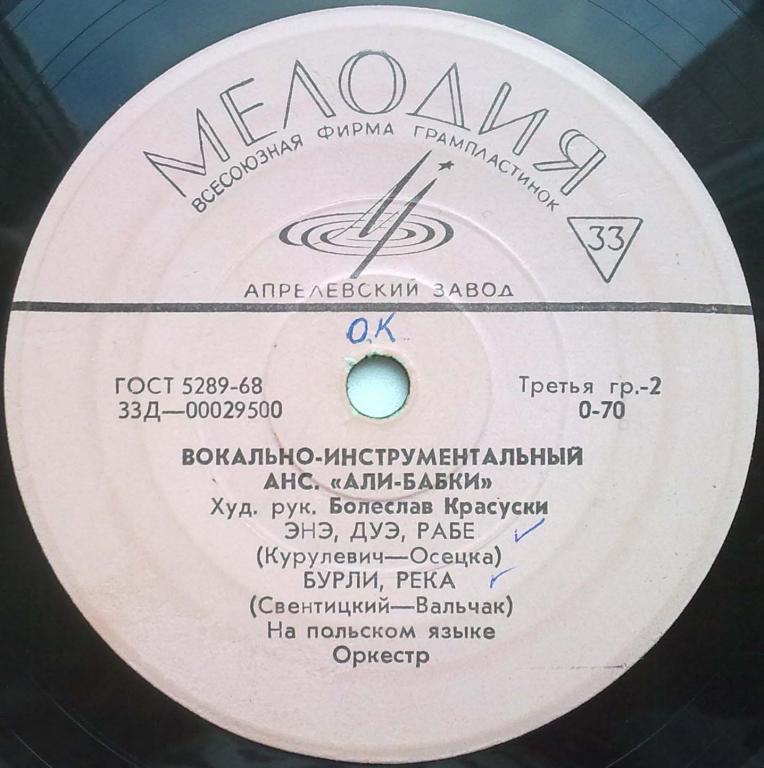 МЕЛОДИЯ
ВСЕСОЮЗНАЯ ФИРМА ГРАМПЛАСТИНОК
33
АПРЕЛЕВСКИЙ ЗАВОД
О.К
ГОСТ 5289-68
Третья гр.-2
33Д—00029500
0-70
ВОКАЛЬНО-ИНСТРУМЕНТАЛЬНЫЙ
АНС. «АЛИ-БАБКИ»
Худ. рук. Болеслав Красуски
ЭНЭ, ДУЭ, РАБЕ
(Курулевич—Осецка)
БУРЛИ, РЕКА
(Свентицкий—Вальчак)
На польском языке
Оркестр